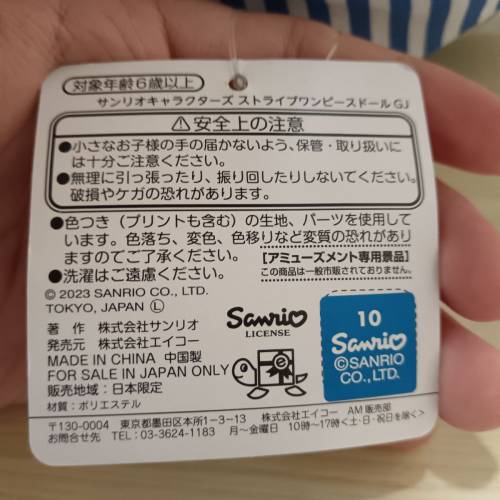 対象年齢6歳以上
サンリオキャラクターズ ストライプワンピースドール GJ
⚠安全上の注意
●小さなお子様の手の届かないよう、保管・取り扱いに
は十分ご注意ください。
●無理に引っ張ったり、振り回したりしないでください。
破損やケガの恐れがあります。
●色つき（プリントも含む）の生地、パーツを使用して
います。色落ち、変色、色移りなど変質の恐れがあり
ますのでご了承ください。
【アミューズメント専用景品】
●洗濯はご遠慮ください。
この商品は一般市販されておりません。
© 2023 SANRIO CO., LTD.
TOKYO, JAPAN Ⓛ
著 作 株式会社サンリオ
発売元 株式会社エイコー
MADE IN CHINA 中国製
FOR SALE IN JAPAN ONLY
販売地域：日本限定
材質：ポリエステル
Sanrio
LICENSE
10
Sanrio
©SANRIO
CO., LTD.
〒130-0004 東京都墨田区本所1-3-13 株式会社エイコー AM販売部
お問合せ先 TEL: 03-3624-1183 月〜金曜日 10時〜17時<土・日・祝日を除く>